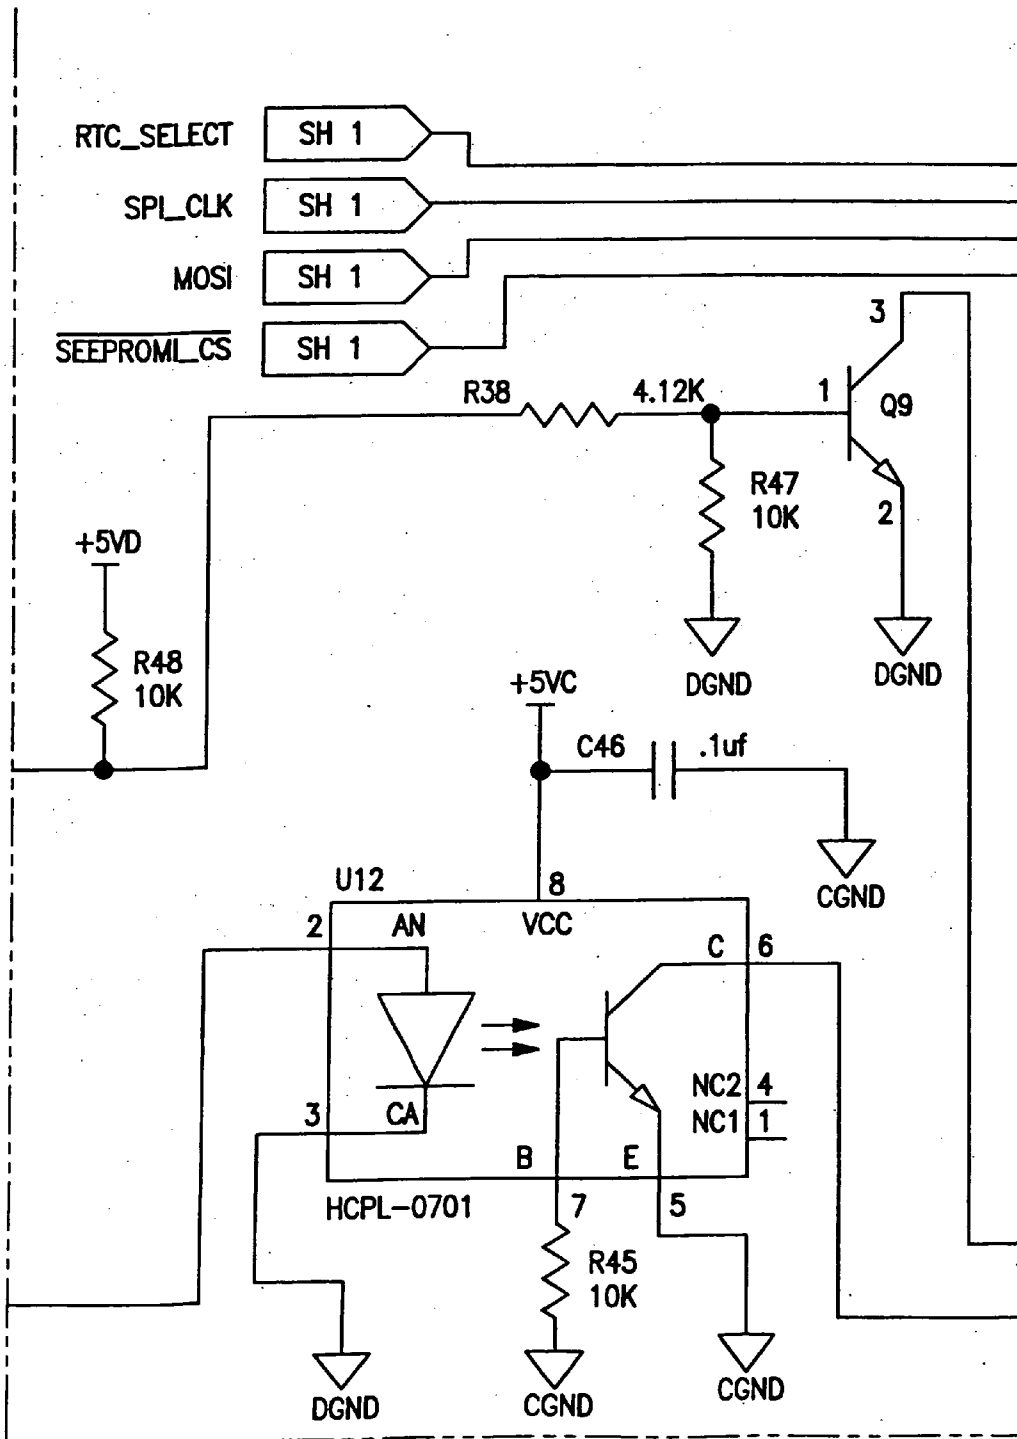 RTC_SELECT SH 1
SPI_CLK SH 1
MOSI SH 1
SEEPROM1_CS SH 1
3
R38 4.12K 1 Q9
R47
10K
2
+5VD
R48
10K
DGND
DGND
+5VC
C46 .1uf
CGND
U12
8
2 AN VCC
C 6
NC2 4
NC1 1
3 CA
B E
HCPL-0701
7 5
R45
10K
DGND
CGND
CGND